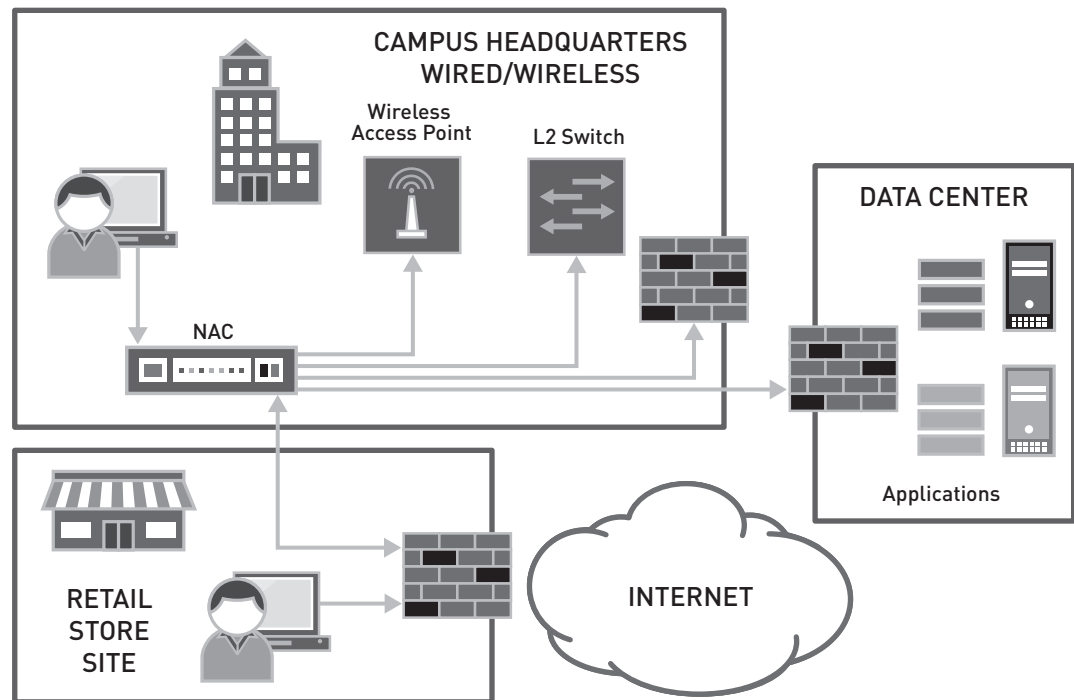 CAMPUS HEADQUARTERS
WIRED/WIRELESS
Wireless
Access Point
L2 Switch
DATA CENTER
NAC
Applications
RETAIL
STORE
SITE
INTERNET